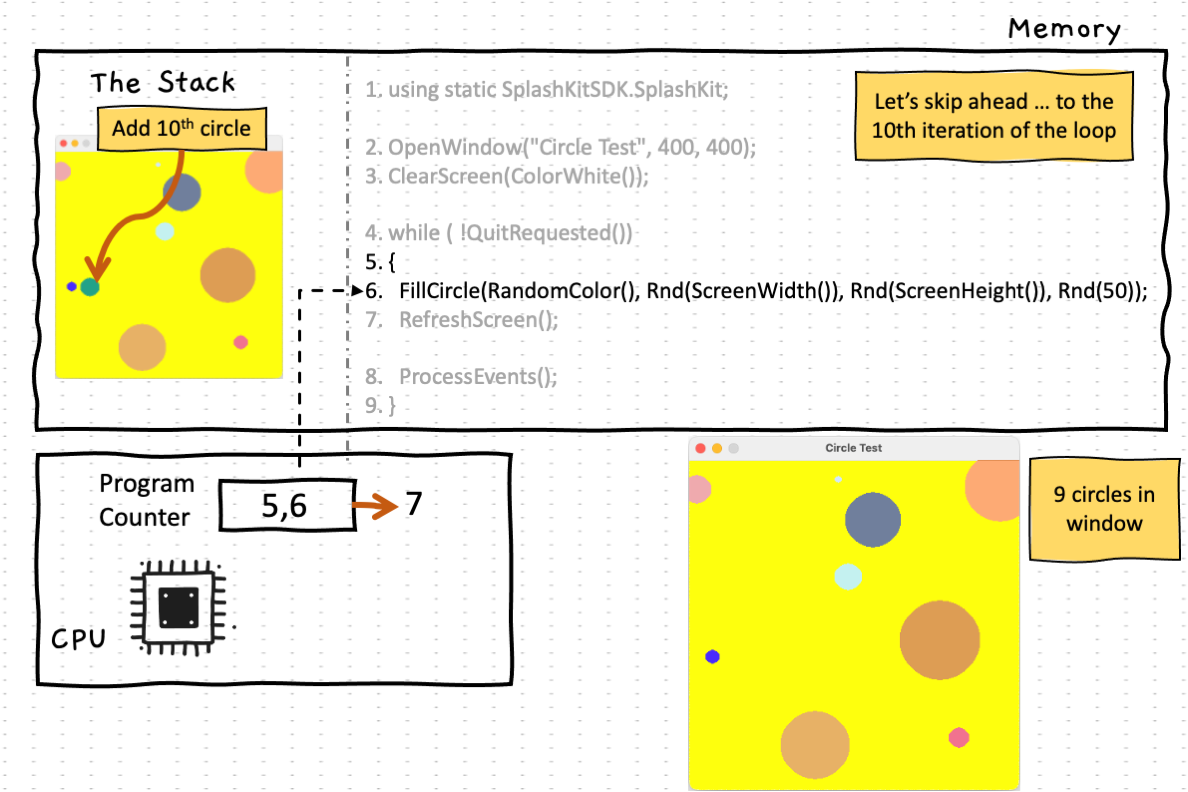 Memory
The Stack
Add 10th circle
1. using static SplashKitSDK.SplashKit;
2. OpenWindow("Circle Test", 400, 400);
3. ClearScreen(ColorWhite());
4. while ( !QuitRequested())
5. {
6. FillCircle(RandomColor(), Rnd(ScreenWidth()), Rnd(ScreenHeight()), Rnd(50));
7. RefreshScreen();
8. ProcessEvents();
9. }
Let’s skip ahead ... to the
10th iteration of the loop
Program
Counter
5,6
7
CPU
Circle Test
9 circles in
window